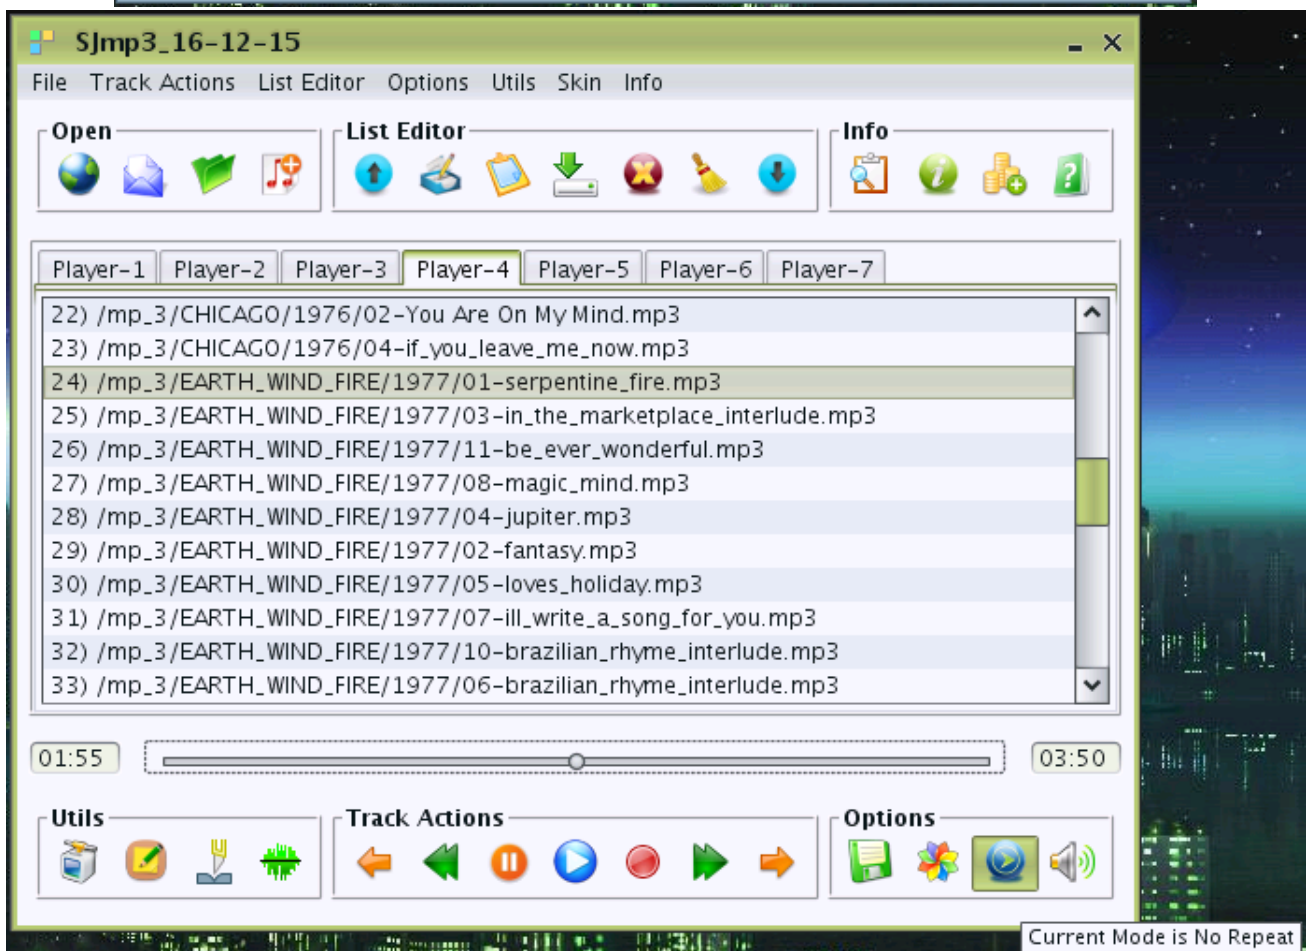 SJmp3_16-12-15
File Track Actions List Editor Options Utils Skin Info
Open List Editor Info
Player-1 Player-2 Player-3 Player-4 Player-5 Player-6 Player-7
22) /mp_3/CHICAGO/1976/02-You Are On My Mind.mp3
23) /mp_3/CHICAGO/1976/04-if_you_leave_me_now.mp3
24) /mp_3/EARTH_WIND_FIRE/1977/01-serpentine_fire.mp3
25) /mp_3/EARTH_WIND_FIRE/1977/03-in_the_marketplace_interlude.mp3
26) /mp_3/EARTH_WIND_FIRE/1977/11-be_ever_wonderful.mp3
27) /mp_3/EARTH_WIND_FIRE/1977/08-magic_mind.mp3
28) /mp_3/EARTH_WIND_FIRE/1977/04-jupiter.mp3
29) /mp_3/EARTH_WIND_FIRE/1977/02-fantasy.mp3
30) /mp_3/EARTH_WIND_FIRE/1977/05-loves_holiday.mp3
31) /mp_3/EARTH_WIND_FIRE/1977/07-ill_write_a_song_for_you.mp3
32) /mp_3/EARTH_WIND_FIRE/1977/10-brazilian_rhyme_interlude.mp3
33) /mp_3/EARTH_WIND_FIRE/1977/06-brazilian_rhyme_interlude.mp3
01:55 03:50
Utils Track Actions Options
Current Mode is No Repeat